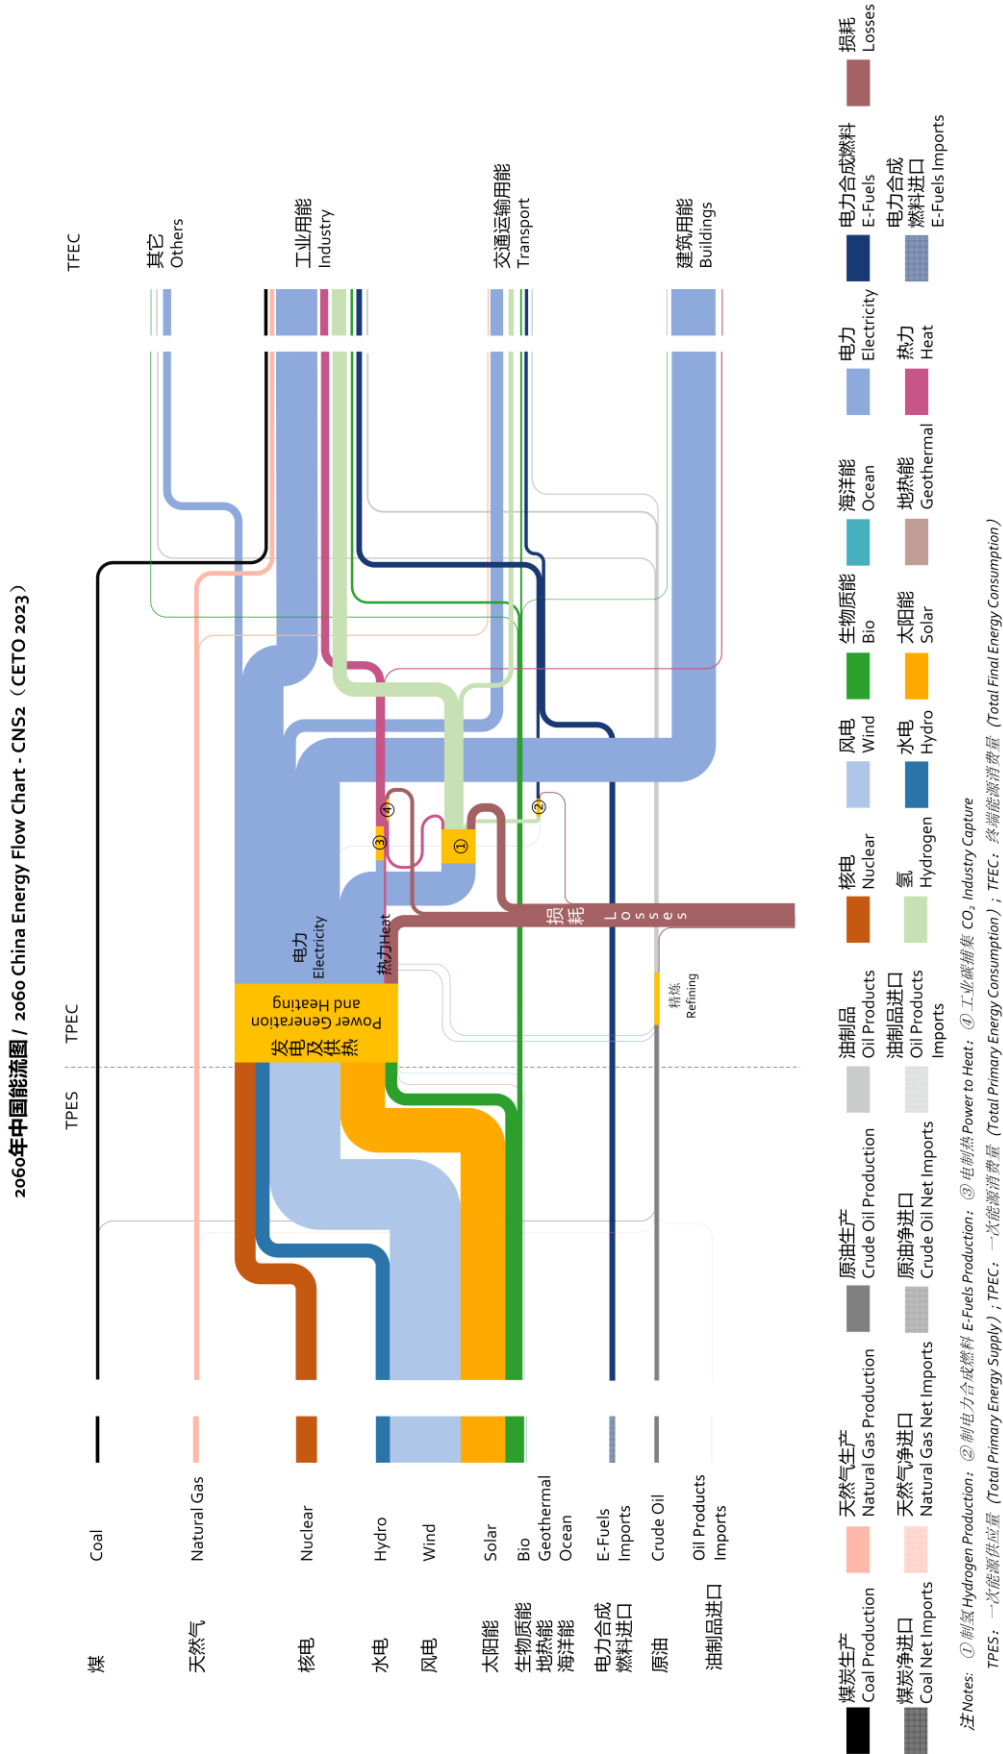 2060年中国能流图 / 2060 China Energy Flow Chart - CNS2（CETO 2023）
TPES
TPEC
TFEC
煤
Coal
天然气
Natural Gas
核电
Nuclear
水电
Hydro
风电
Wind
太阳能
Solar
生物质能
地热能
海洋能
Bio
Geothermal
Ocean
电力合成
燃料进口
E-Fuels
Imports
原油
Crude Oil
油制品进口
Oil Products
Imports
发电及供热
Power Generation
and Heating
电力
Electricity
热力Heat
①
②
③
④
损耗 Losses
精炼
Refining
其它
Others
工业用能
Industry
交通运输用能
Transport
建筑用能
Buildings
煤炭生产
Coal Production
天然气生产
Natural Gas Production
原油生产
Crude Oil Production
油制品
Oil Products
核电
Nuclear
风电
Wind
生物质能
Bio
海洋能
Ocean
电力
Electricity
电力合成燃料
E-Fuels
损耗
Losses
煤炭净进口
Coal Net Imports
天然气净进口
Natural Gas Net Imports
原油净进口
Crude Oil Net Imports
油制品进口
Oil Products
Imports
氢
Hydrogen
水电
Hydro
太阳能
Solar
地热能
Geothermal
热力
Heat
电力合成
燃料进口
E-Fuels Imports
注Notes: ①制氢Hydrogen Production; ②制电力合成燃料 E-Fuels Production; ③电制热Power to Heat; ④工业碳捕集 CO₂ Industry Capture
TPES: 一次能源供应量 (Total Primary Energy Supply) ; TPEC: 一次能源消费量 (Total Primary Energy Consumption) ; TFEC: 终端能源消费量 (Total Final Energy Consumption)